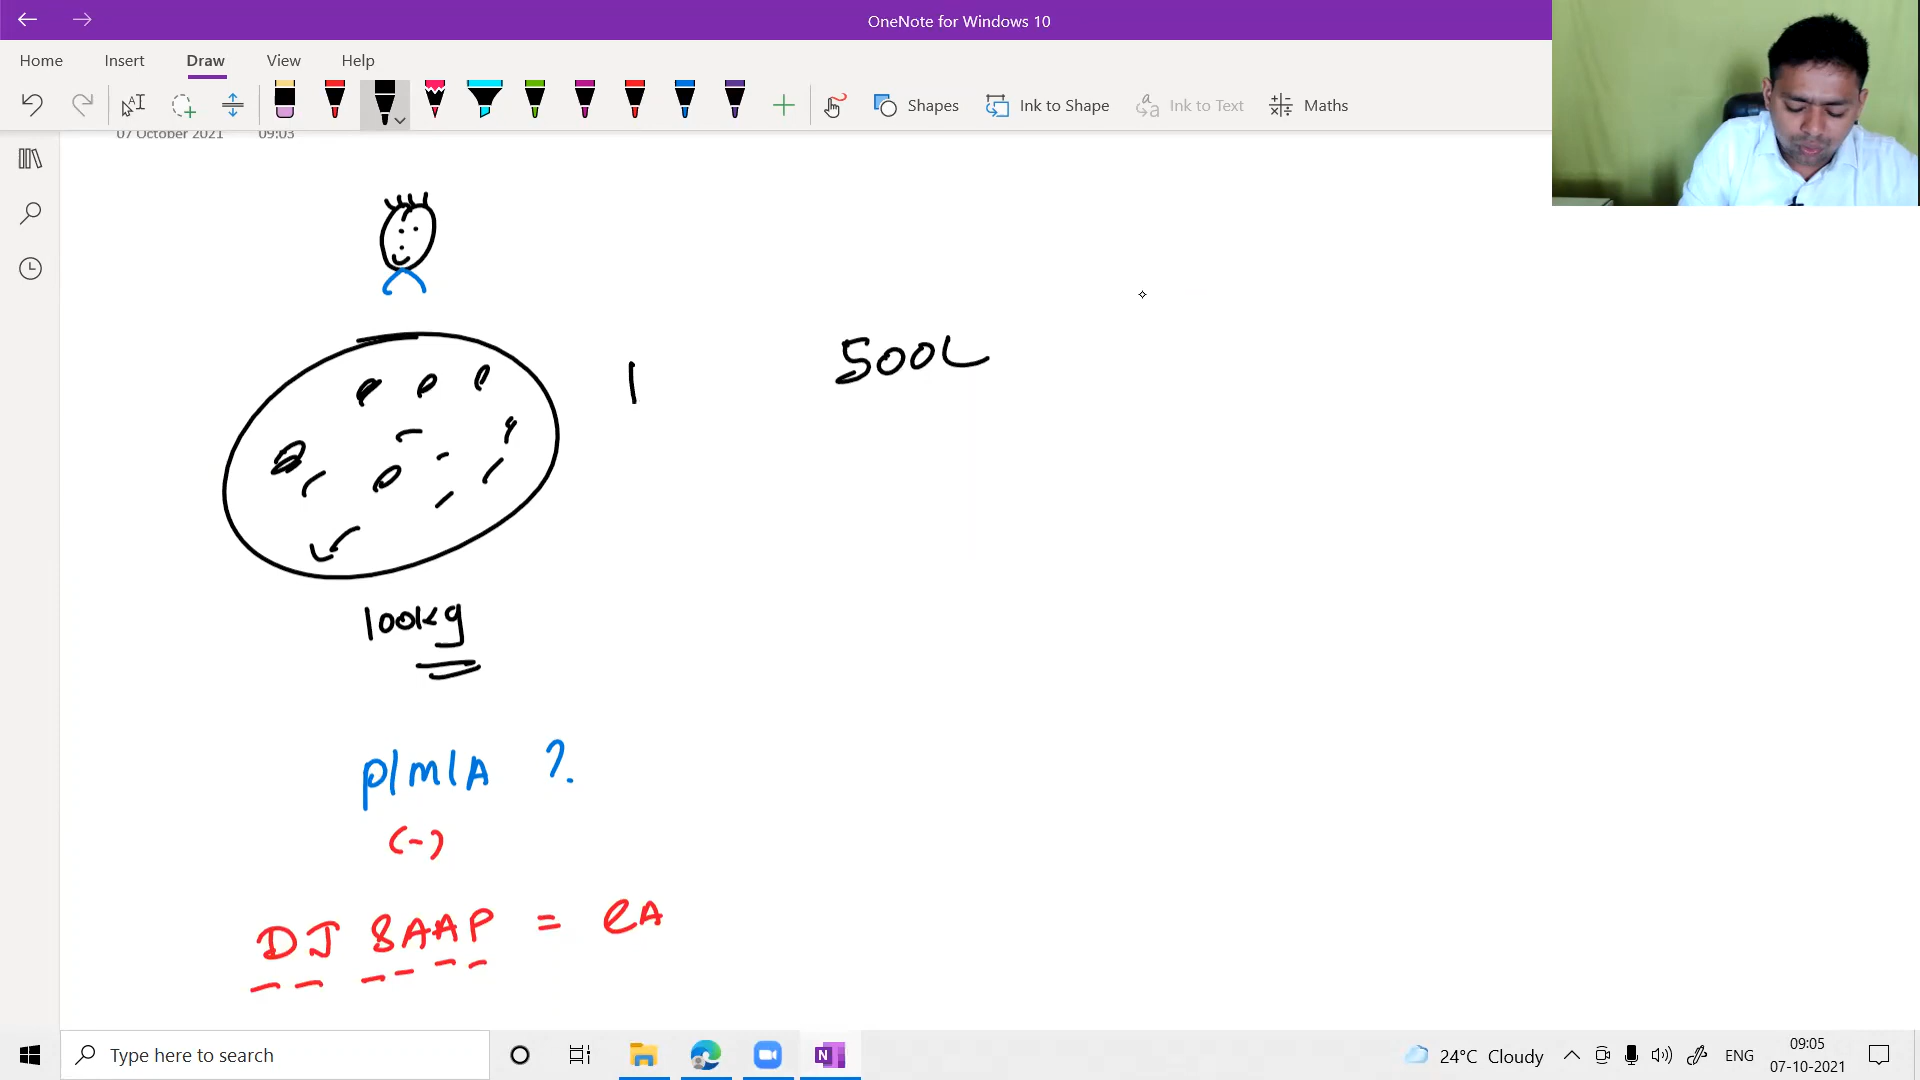 OneNote for Windows 10
Home Insert Draw View Help
Shapes Ink to Shape Ink to Text Maths
07 October 2021 09:03
500L
100kg
P/M/A ?
(-)
DJ SAAP = eA
Type here to search
24°C Cloudy ENG 09:05
07-10-2021